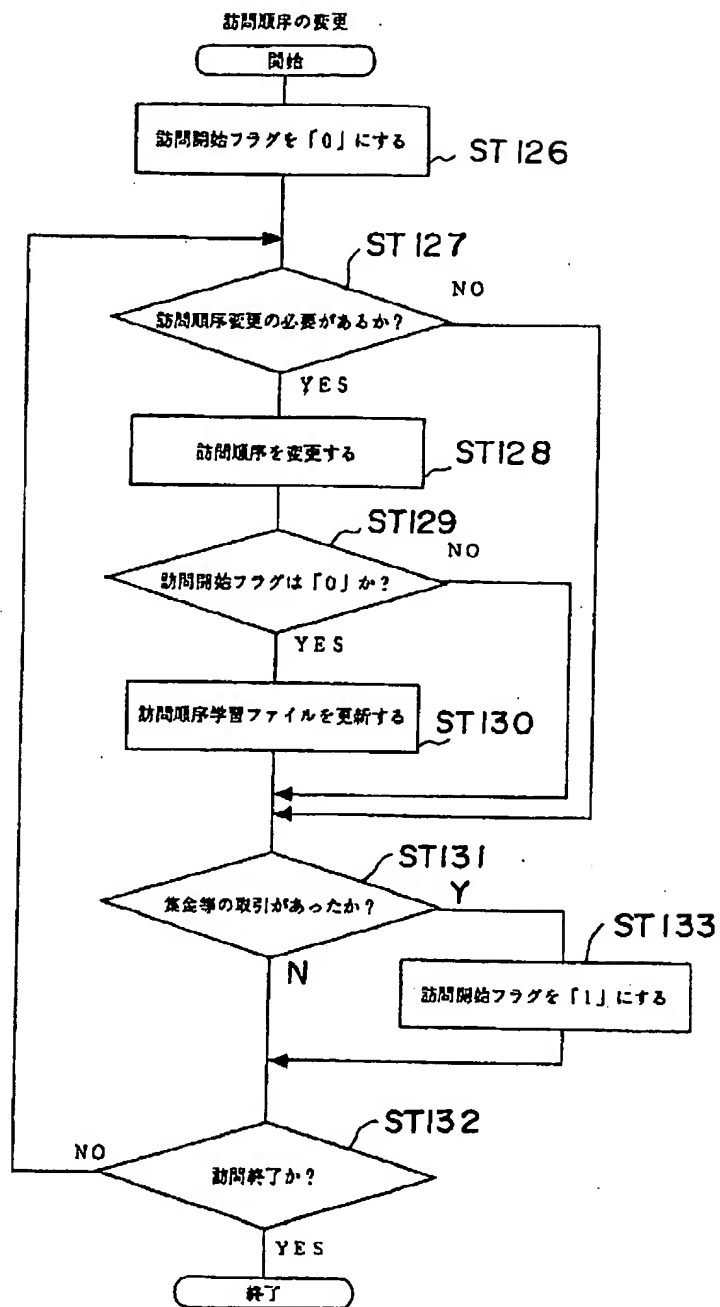 訪問順序の変更
開始
訪問開始フラグを「0」にする
ST126
ST127
NO
訪問順序変更の必要があるか?
YES
訪問順序を変更する
ST128
ST129
NO
訪問開始フラグは「0」か?
YES
訪問順序学習ファイルを更新する
ST130
ST131
Y
集金等の取引があったか?
ST133
N
訪問開始フラグを「1」にする
ST132
NO
訪問終了か?
YES
終了